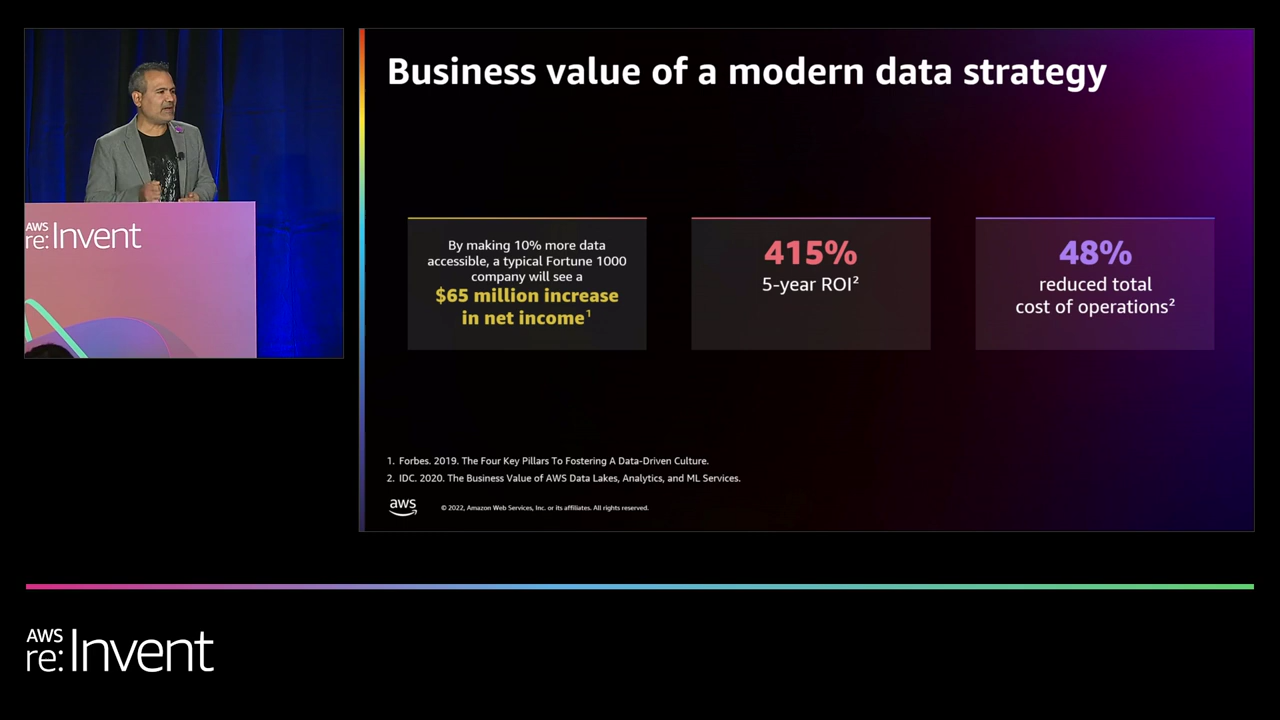 AWS
re:Invent
Business value of a modern data strategy
By making 10% more data
accessible, a typical Fortune 1000
company will see a
$65 million increase
in net income¹
415%
5-year ROI²
48%
reduced total
cost of operations²
1. Forbes. 2019. The Four Key Pillars To Fostering A Data-Driven Culture.
2. IDC. 2020. The Business Value of AWS Data Lakes, Analytics, and ML Services.
aws
© 2022, Amazon Web Services, Inc. or its affiliates. All rights reserved.
AWS
re:Invent